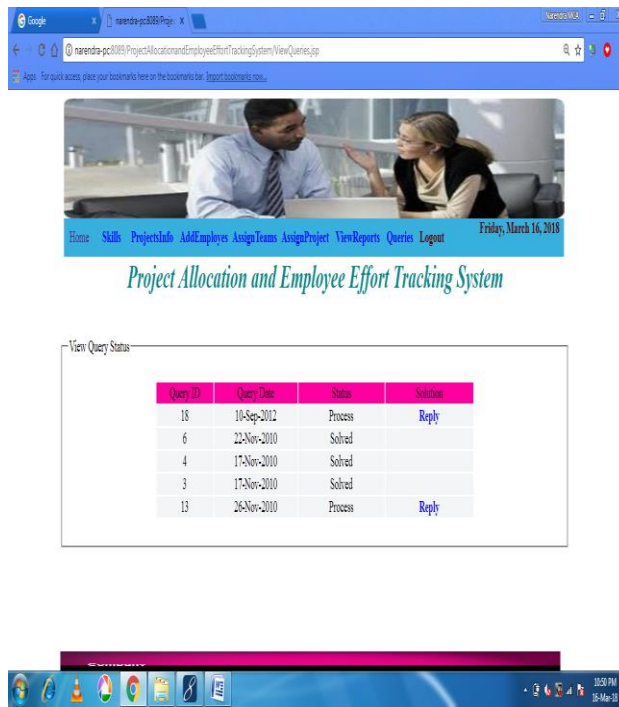 Google
narendra-pc:8089/Projec
Narendra MCA
narendra-pc:8089/ProjectAllocationandEmployeeEffortTrackingSystem/ViewQueries.jsp
Apps For quick access, place your bookmarks here on the bookmarks bar. Import bookmarks now...
Home Skills ProjectsInfo AddEmployes AssignTeams AssignProject ViewReports Queries Logout
Friday, March 16, 2018
Project Allocation and Employee Effort Tracking System
View Query Status
Query ID Query Date Status Solution
18 10-Sep-2012 Process Reply
6 22-Nov-2010 Solved
4 17-Nov-2010 Solved
3 17-Nov-2010 Solved
13 26-Nov-2010 Process Reply
10:50 PM
16-Mar-18